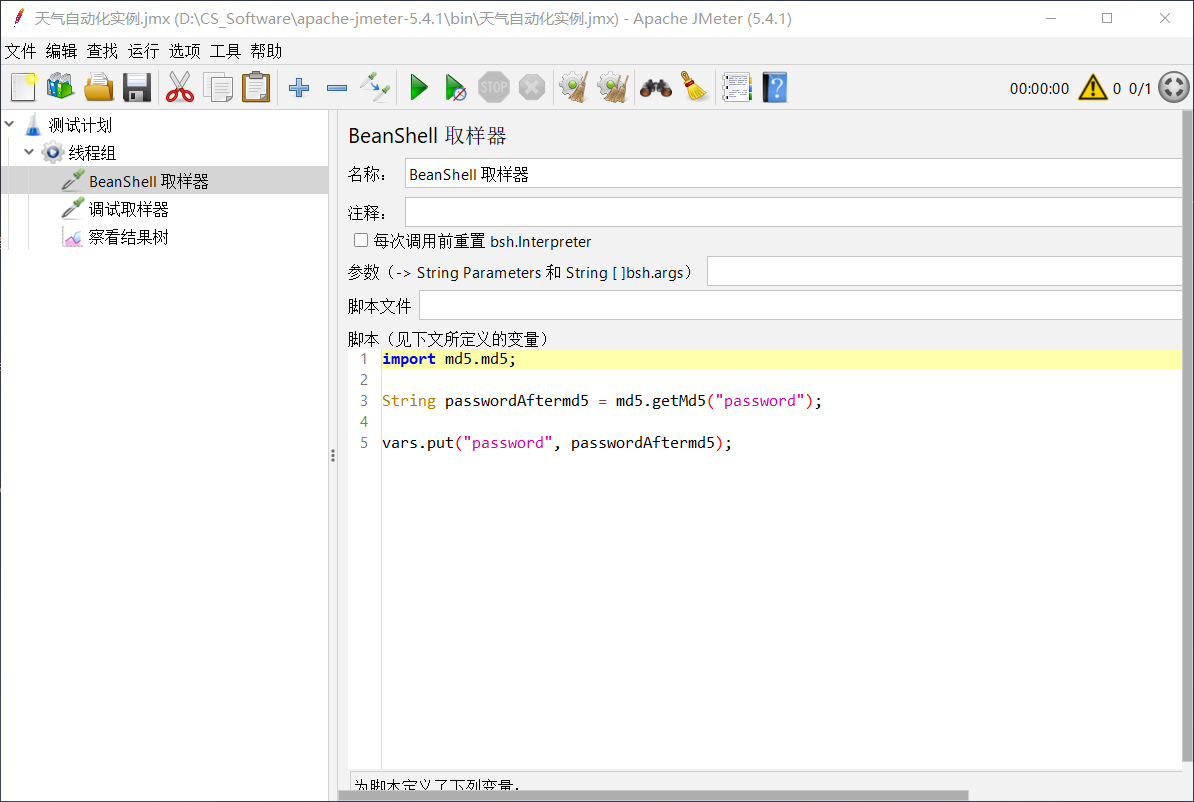 天气自动化实例.jmx (D:\CS_Software\apache-jmeter-5.4.1\bin\天气自动化实例.jmx) - Apache JMeter (5.4.1)
文件 编辑 查找 运行 选项 工具 帮助
STOP 00:00:00 0 0/1
测试计划
线程组
BeanShell 取样器
调试取样器
察看结果树
BeanShell 取样器
名称： BeanShell 取样器
注释：
每次调用前重置 bsh.Interpreter
参数（-> String Parameters 和 String [ ]bsh.args）
脚本文件
脚本（见下文所定义的变量）
1 import md5.md5;
2
3 String passwordAftermd5 = md5.getMd5("password");
4
5 vars.put("password", passwordAftermd5);
为脚本定义了下列变量: